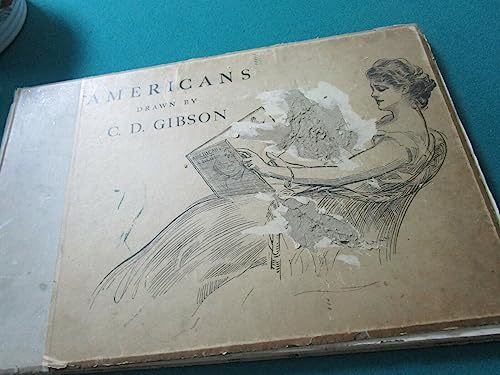 AMERICANS
DRAWN BY
C. D. GIBSON